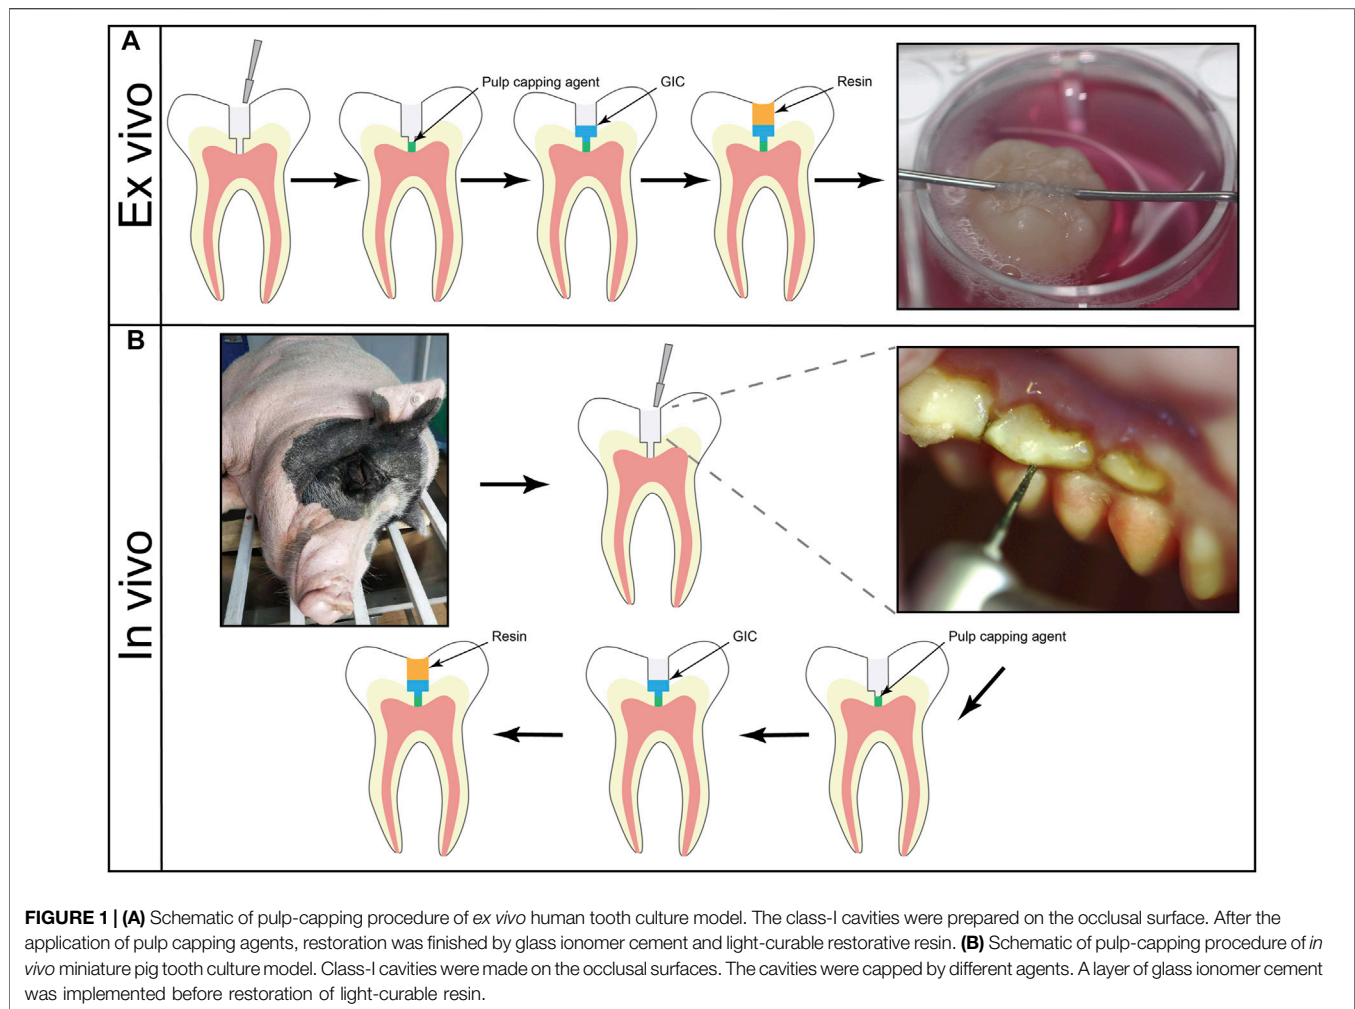 A
Ex vivo
Pulp capping agent
GIC
Resin
B
In vivo
Resin
GIC
Pulp capping agent
FIGURE 1 | (A) Schematic of pulp-capping procedure of ex vivo human tooth culture model. The class-I cavities were prepared on the occlusal surface. After the
application of pulp capping agents, restoration was finished by glass ionomer cement and light-curable restorative resin. (B) Schematic of pulp-capping procedure of in
vivo miniature pig tooth culture model. Class-I cavities were made on the occlusal surfaces. The cavities were capped by different agents. A layer of glass ionomer cement
was implemented before restoration of light-curable resin.